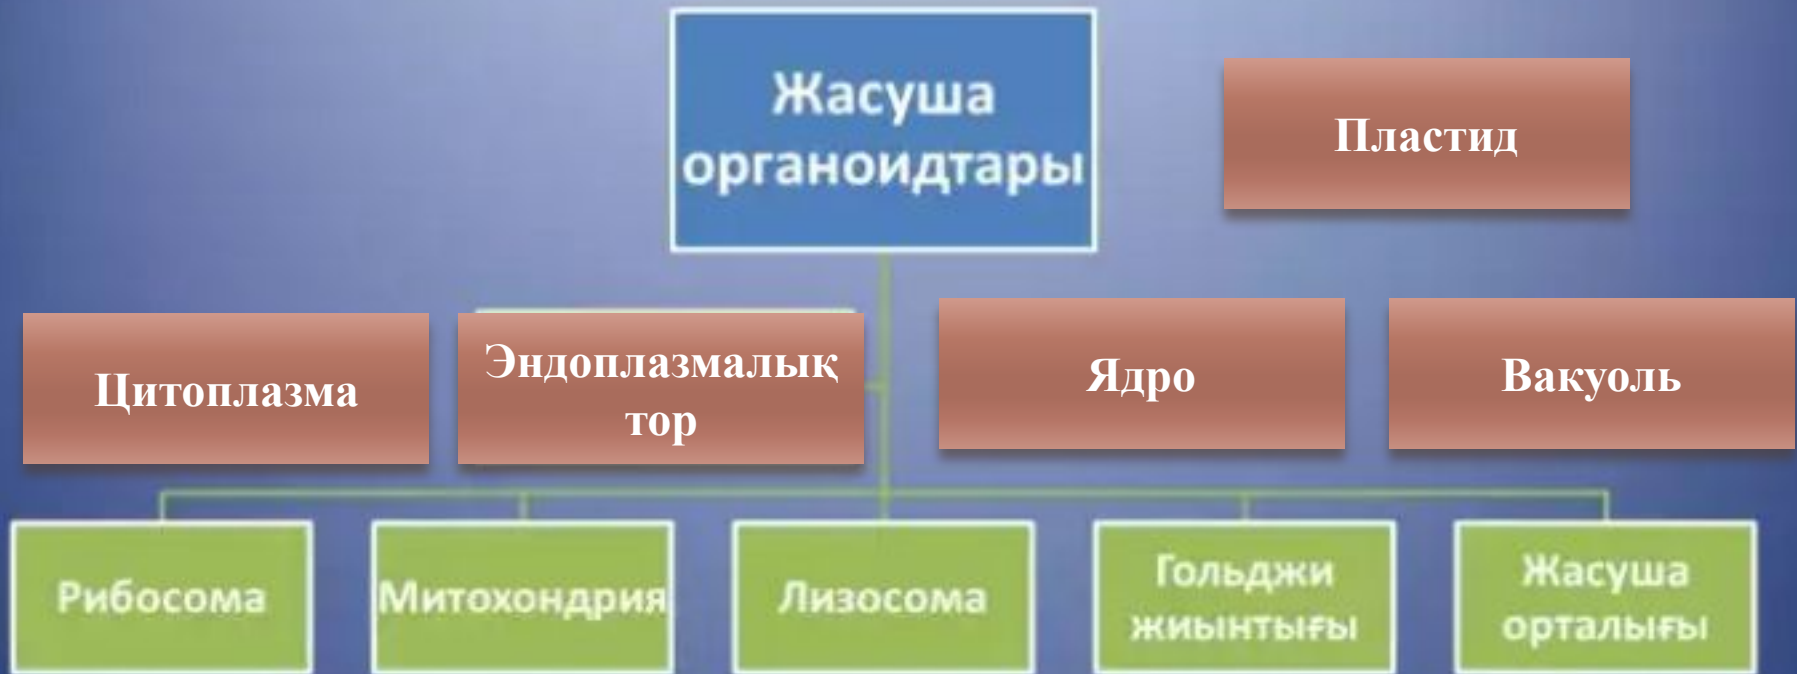 Жасуша
органоидтары
Пластид
Цитоплазма
Эндоплазмалық
тор
Ядро
Вакуоль
Рибосома
Митохондрия
Лизосома
Гольджи
жиынтығы
Жасуша
орталығы